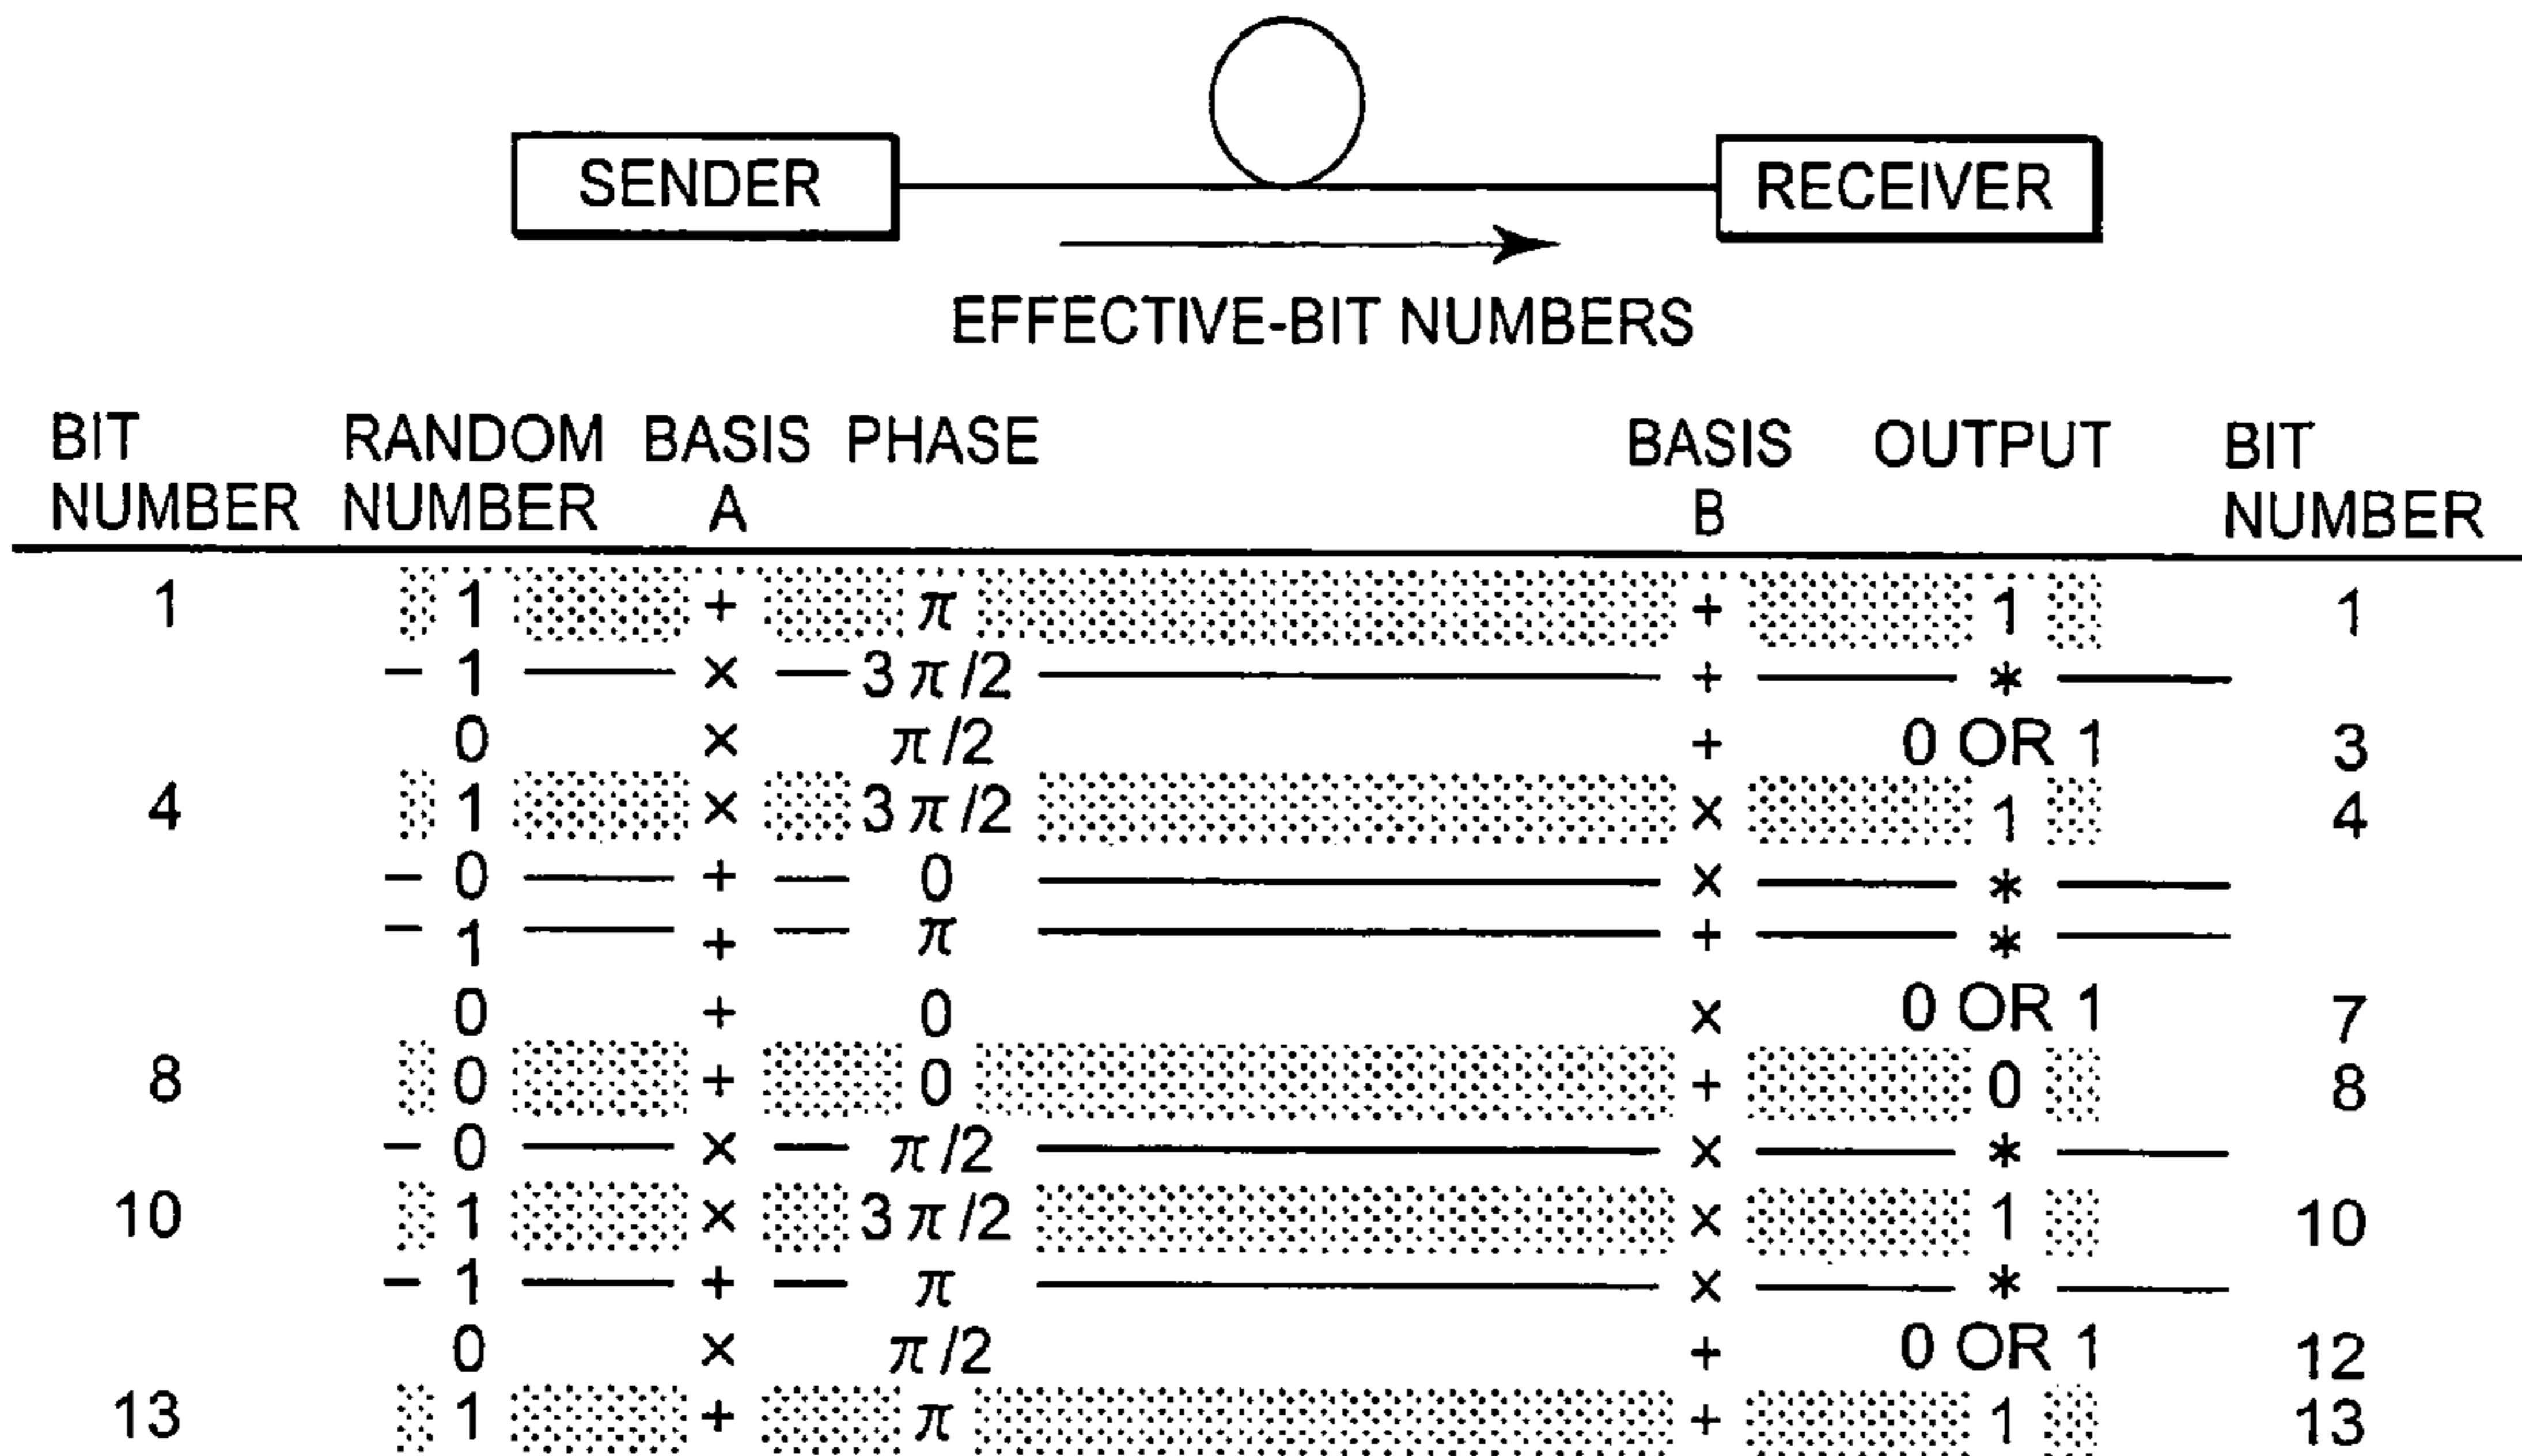 SENDER RECEIVER
EFFECTIVE-BIT NUMBERS
BIT RANDOM BASIS PHASE BASIS OUTPUT BIT
NUMBER NUMBER A B NUMBER
1 1 + π + 1 1
– 1 — × — 3π/2 — + — * —
0 × π/2 + 0 OR 1 3
4 1 × 3π/2 × 1 4
– 0 — + — 0 — × — * —
– 1 — + — π — + — * —
0 + 0 × 0 OR 1 7
8 0 + 0 + 0 8
– 0 — × — π/2 — × — * —
10 1 × 3π/2 × 1 10
– 1 — + — π — × — * —
0 × π/2 + 0 OR 1 12
13 1 + π + 1 13